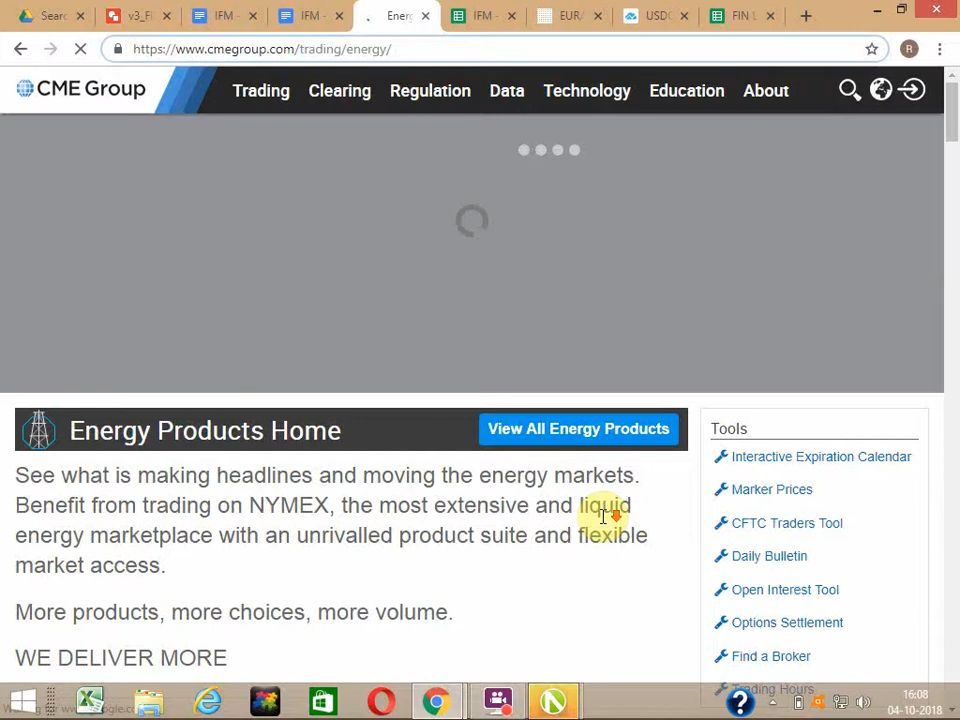 Searc
v3_FI
IFM -
IFM -
Energ
IFM -
EUR/
USDC
FIN L
https://www.cmegroup.com/trading/energy/
R
CME Group
Trading
Clearing
Regulation
Data
Technology
Education
About
Energy Products Home
View All Energy Products
See what is making headlines and moving the energy markets.
Benefit from trading on NYMEX, the most extensive and liquid
energy marketplace with an unrivalled product suite and flexible
market access.
More products, more choices, more volume.
WE DELIVER MORE
Tools
Interactive Expiration Calendar
Marker Prices
CFTC Traders Tool
Daily Bulletin
Open Interest Tool
Options Settlement
Find a Broker
Trading Hours
16:08
04-10-2018